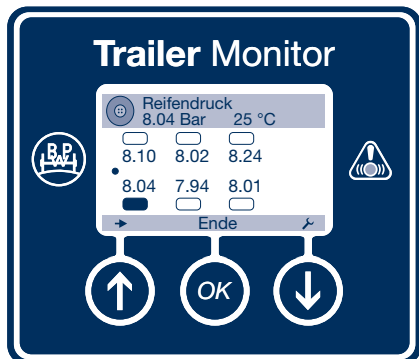 Trailer Monitor
Reifendruck
8.04 Bar 25 °C
8.10 8.02 8.24
8.04 7.94 8.01
Ende
BPW
OK